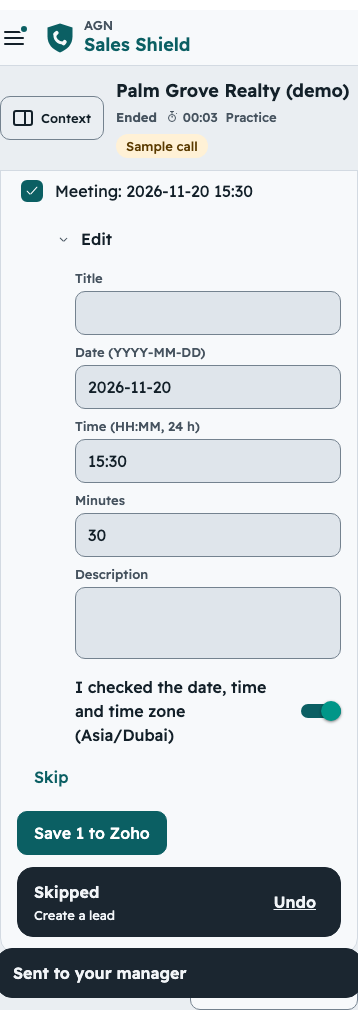 AGN
Sales Shield
Context
Palm Grove Realty (demo)
Ended 00:03 Practice
Sample call
Meeting: 2026-11-20 15:30
Edit
Title
Date (YYYY-MM-DD)
2026-11-20
Time (HH:MM, 24 h)
15:30
Minutes
30
Description
I checked the date, time
and time zone
(Asia/Dubai)
Skip
Save 1 to Zoho
Skipped
Create a lead
Undo
Sent to your manager